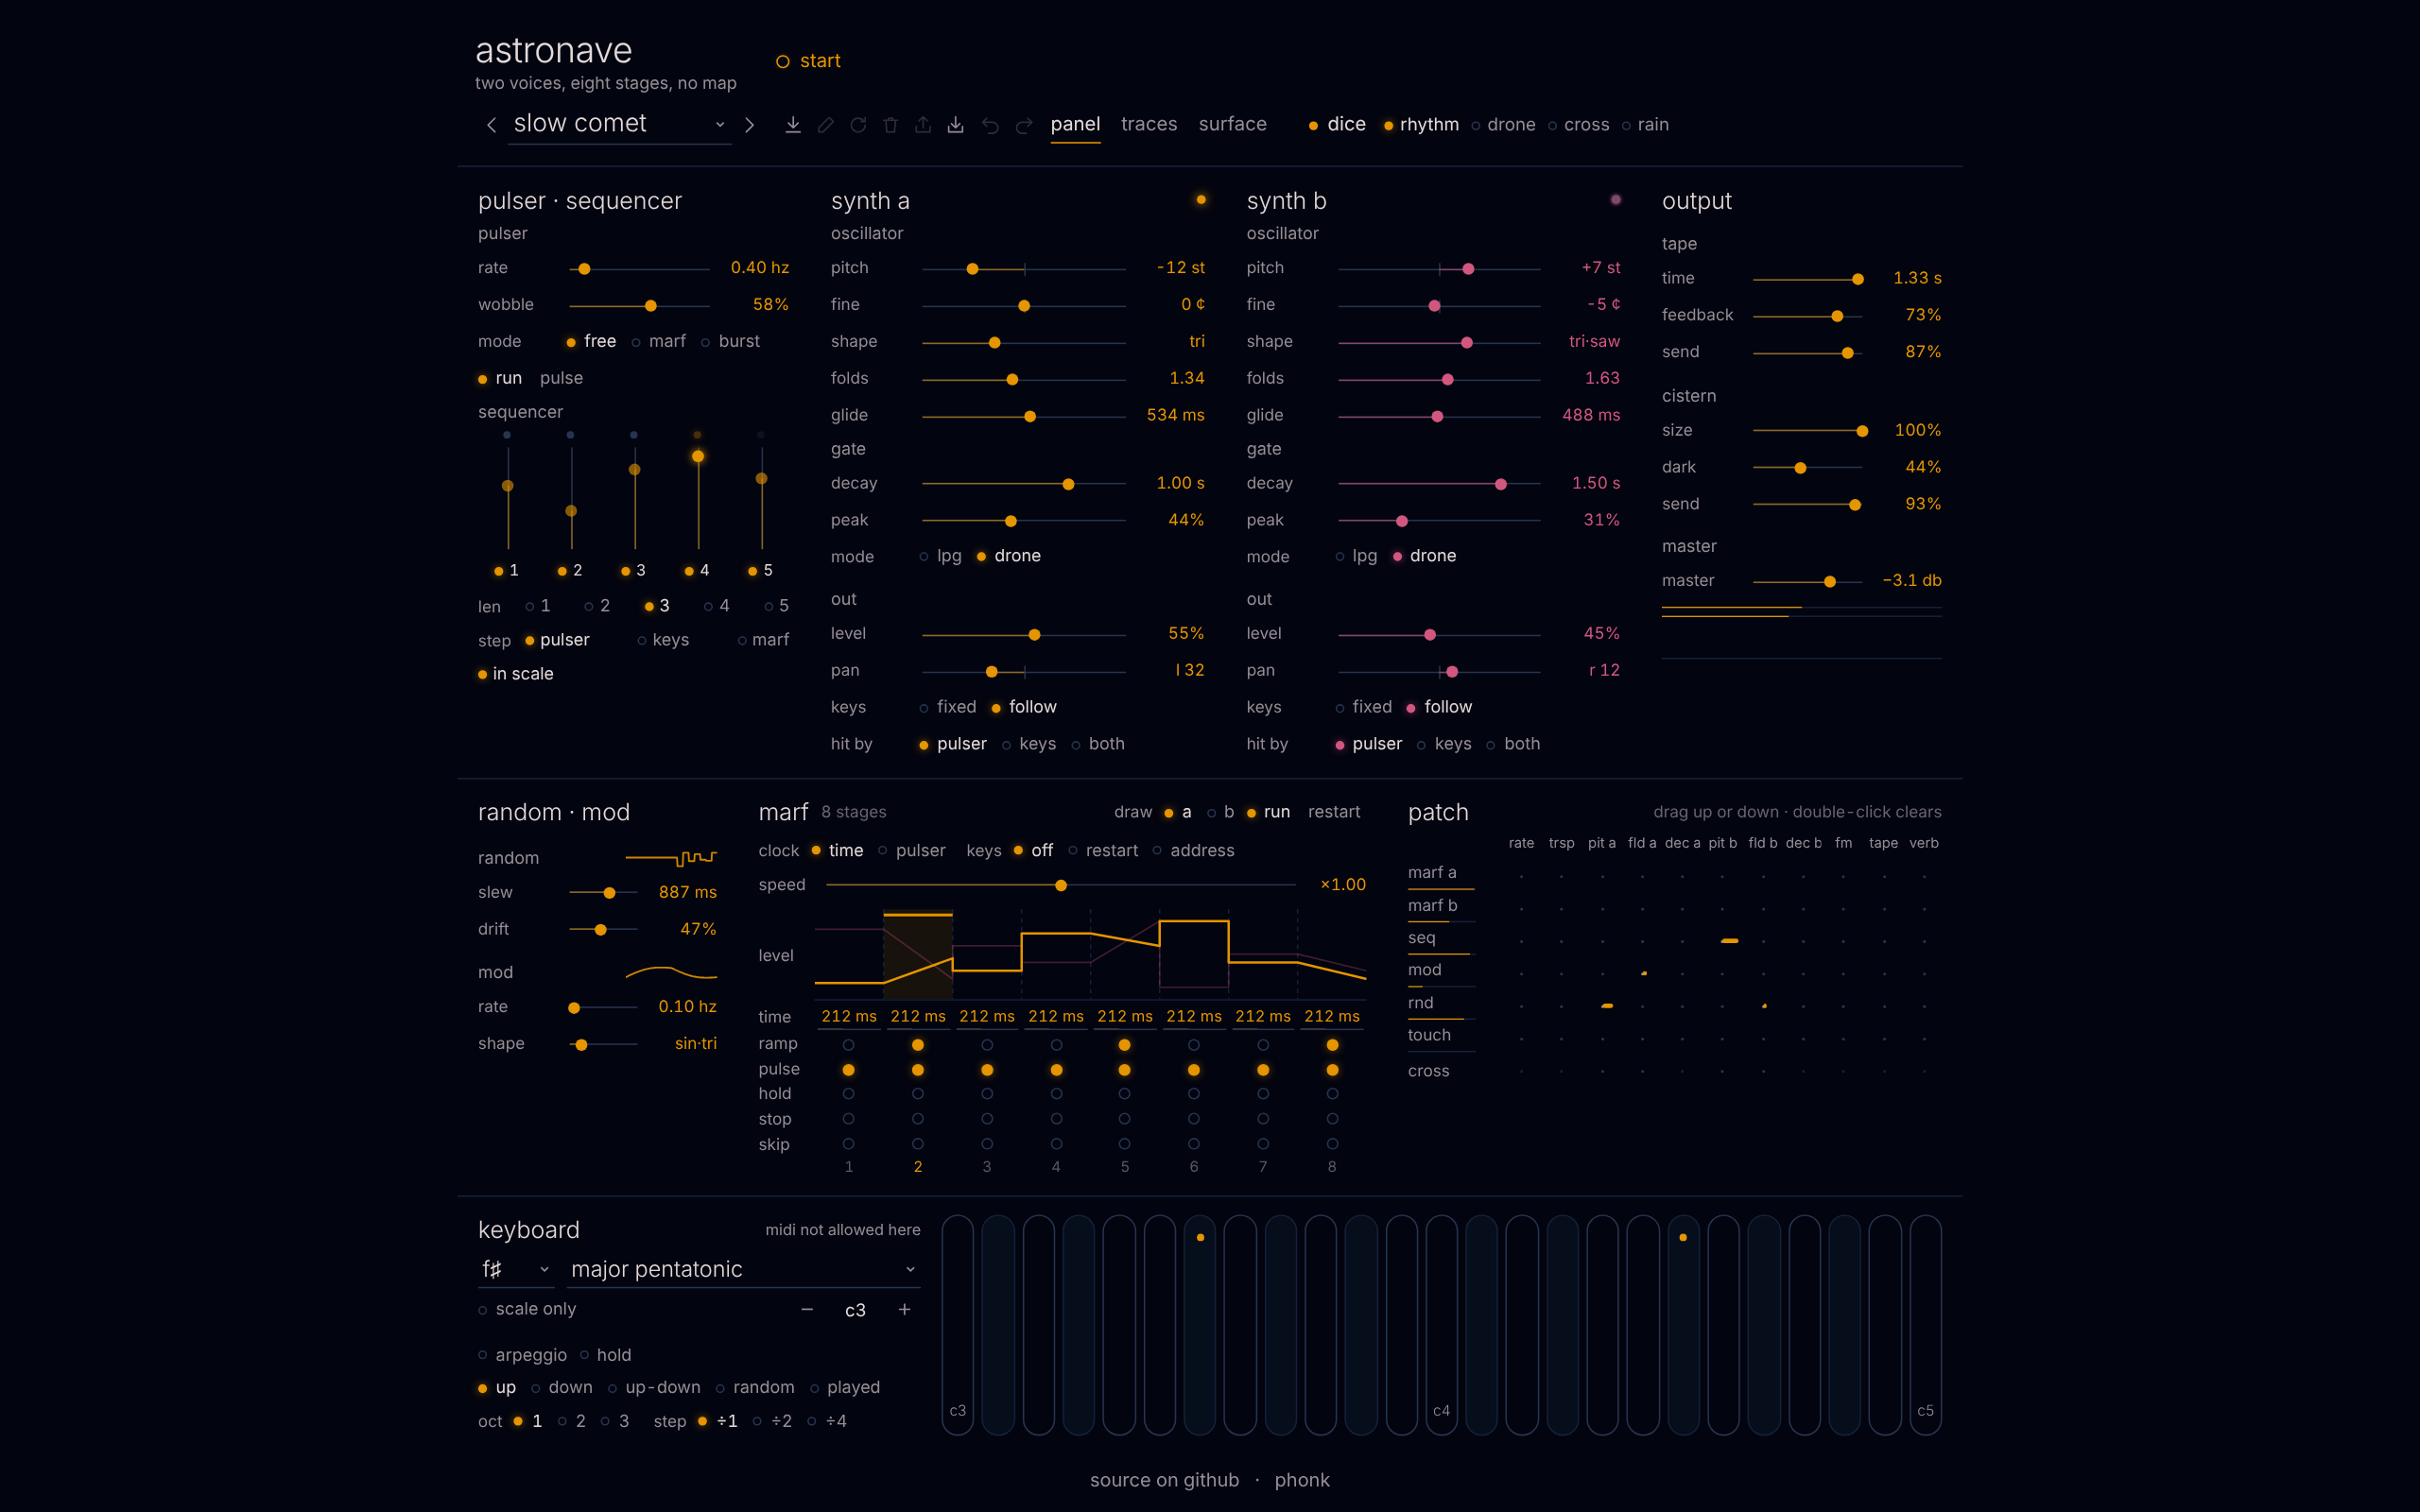 astronave
start
two voices, eight stages, no map
slow comet
panel traces surface dice rhythm drone cross rain
pulser · sequencer
pulser
rate 0.40 hz
wobble 58%
mode free marf burst
run pulse
sequencer
1 2 3 4 5
len 1 2 3 4 5
step pulser keys marf
in scale
synth a
oscillator
pitch -12 st
fine 0 ¢
shape tri
folds 1.34
glide 534 ms
gate
decay 1.00 s
peak 44%
mode lpg drone
out
level 55%
pan l 32
keys fixed follow
hit by pulser keys both
synth b
oscillator
pitch +7 st
fine -5 ¢
shape tri·saw
folds 1.63
glide 488 ms
gate
decay 1.50 s
peak 31%
mode lpg drone
out
level 45%
pan r 12
keys fixed follow
hit by pulser keys both
output
tape
time 1.33 s
feedback 73%
send 87%
cistern
size 100%
dark 44%
send 93%
master
master −3.1 db
random · mod
random
slew 887 ms
drift 47%
mod
rate 0.10 hz
shape sin·tri
marf 8 stages draw a b run restart
clock time pulser keys off restart address
speed ×1.00
level
time 212 ms 212 ms 212 ms 212 ms 212 ms 212 ms 212 ms 212 ms
ramp
pulse
hold
stop
skip
1 2 3 4 5 6 7 8
patch drag up or down · double-click clears
rate trsp pit a fld a dec a pit b fld b dec b fm tape verb
marf a
marf b
seq
mod
rnd
touch
cross
keyboard midi not allowed here
f♯ major pentatonic
scale only − c3 +
arpeggio hold
up down up-down random played
oct 1 2 3 step ÷1 ÷2 ÷4
c3 c4 c5
source on github · phonk